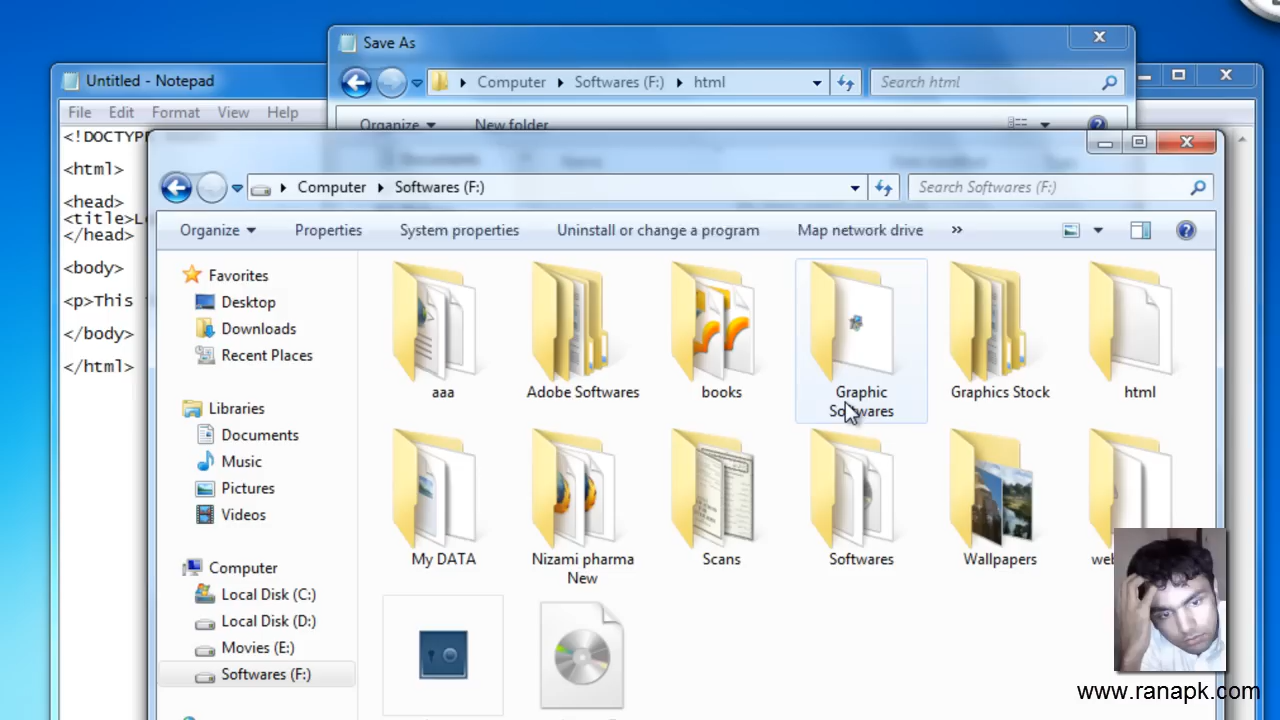 Save As
Computer Softwares (F:) html
Search html
Untitled - Notepad
File Edit Format View Help
Organize New folder
<!DOCTYPE
<html>
<head>
<title>
</head>
<body>
<p>This
</body>
</html>
Computer Softwares (F:)
Search Softwares (F:)
Organize Properties System properties Uninstall or change a program Map network drive »
Favorites
Desktop
Downloads
Recent Places
Libraries
Documents
Music
Pictures
Videos
Computer
Local Disk (C:)
Local Disk (D:)
Movies (E:)
Softwares (F:)
aaa
Adobe Softwares
books
Graphic
Softwares
Graphics Stock
html
My DATA
Nizami pharma
New
Scans
Softwares
Wallpapers
www.ranapk.com